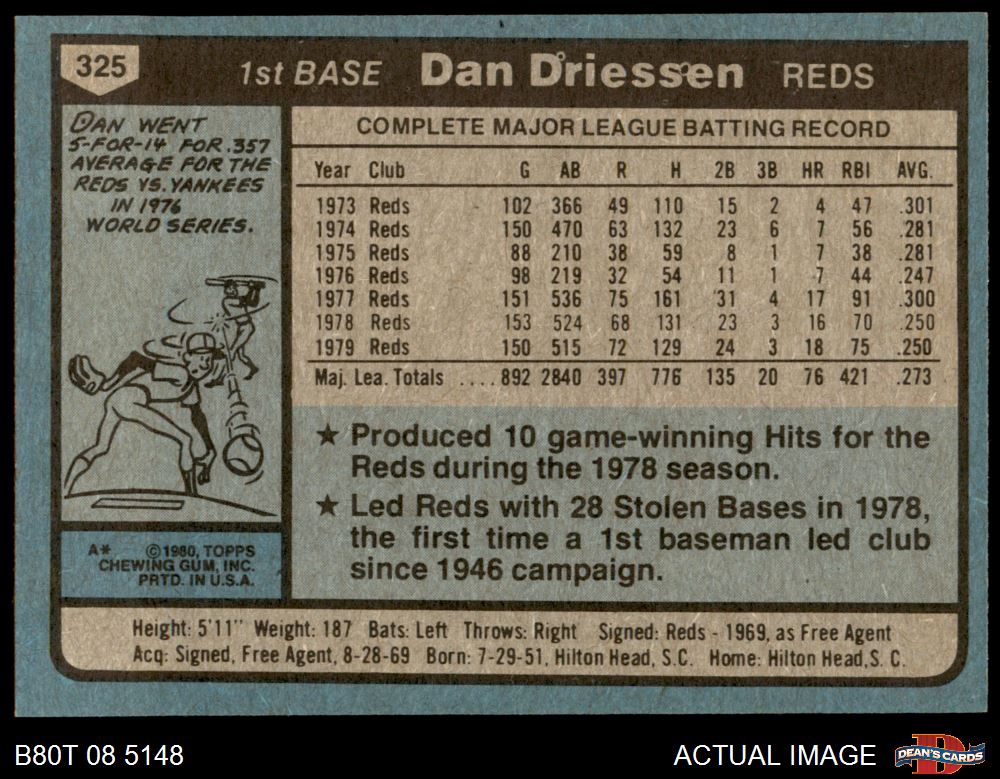 325 1st BASE Dan Driessen REDS
DAN WENT
5-FOR-14 FOR .357
AVERAGE FOR THE
REDS VS. YANKEES
IN 1976
WORLD SERIES.
COMPLETE MAJOR LEAGUE BATTING RECORD
Year Club G AB R H 2B 3B HR RBI AVG.
1973 Reds 102 366 49 110 15 2 4 47 .301
1974 Reds 150 470 63 132 23 6 7 56 .281
1975 Reds 88 210 38 59 8 1 7 38 .281
1976 Reds 98 219 32 54 11 1 7 44 .247
1977 Reds 151 536 75 161 31 4 17 91 .300
1978 Reds 153 524 68 131 23 3 16 70 .250
1979 Reds 150 515 72 129 24 3 18 75 .250
Maj. Lea. Totals .... 892 2840 397 776 135 20 76 421 .273
★ Produced 10 game-winning Hits for the
Reds during the 1978 season.
★ Led Reds with 28 Stolen Bases in 1978,
the first time a 1st baseman led club
since 1946 campaign.
A* ©1980, TOPPS
CHEWING GUM, INC.
PRTD. IN U.S.A.
Height: 5'11" Weight: 187 Bats: Left Throws: Right Signed: Reds - 1969, as Free Agent
Acq: Signed, Free Agent, 8-28-69 Born: 7-29-51, Hilton Head, S.C. Home: Hilton Head, S. C.
B80T 08 5148 ACTUAL IMAGE D DEAN'S CARDS